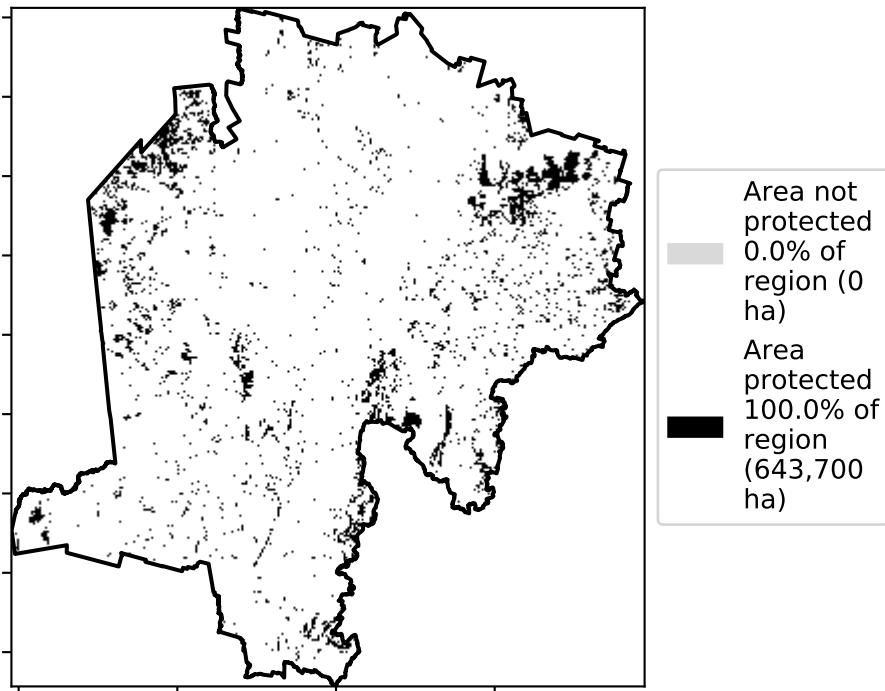 Area not
protected
0.0% of
region (0
ha)
Area
protected
100.0% of
region
(643,700
ha)